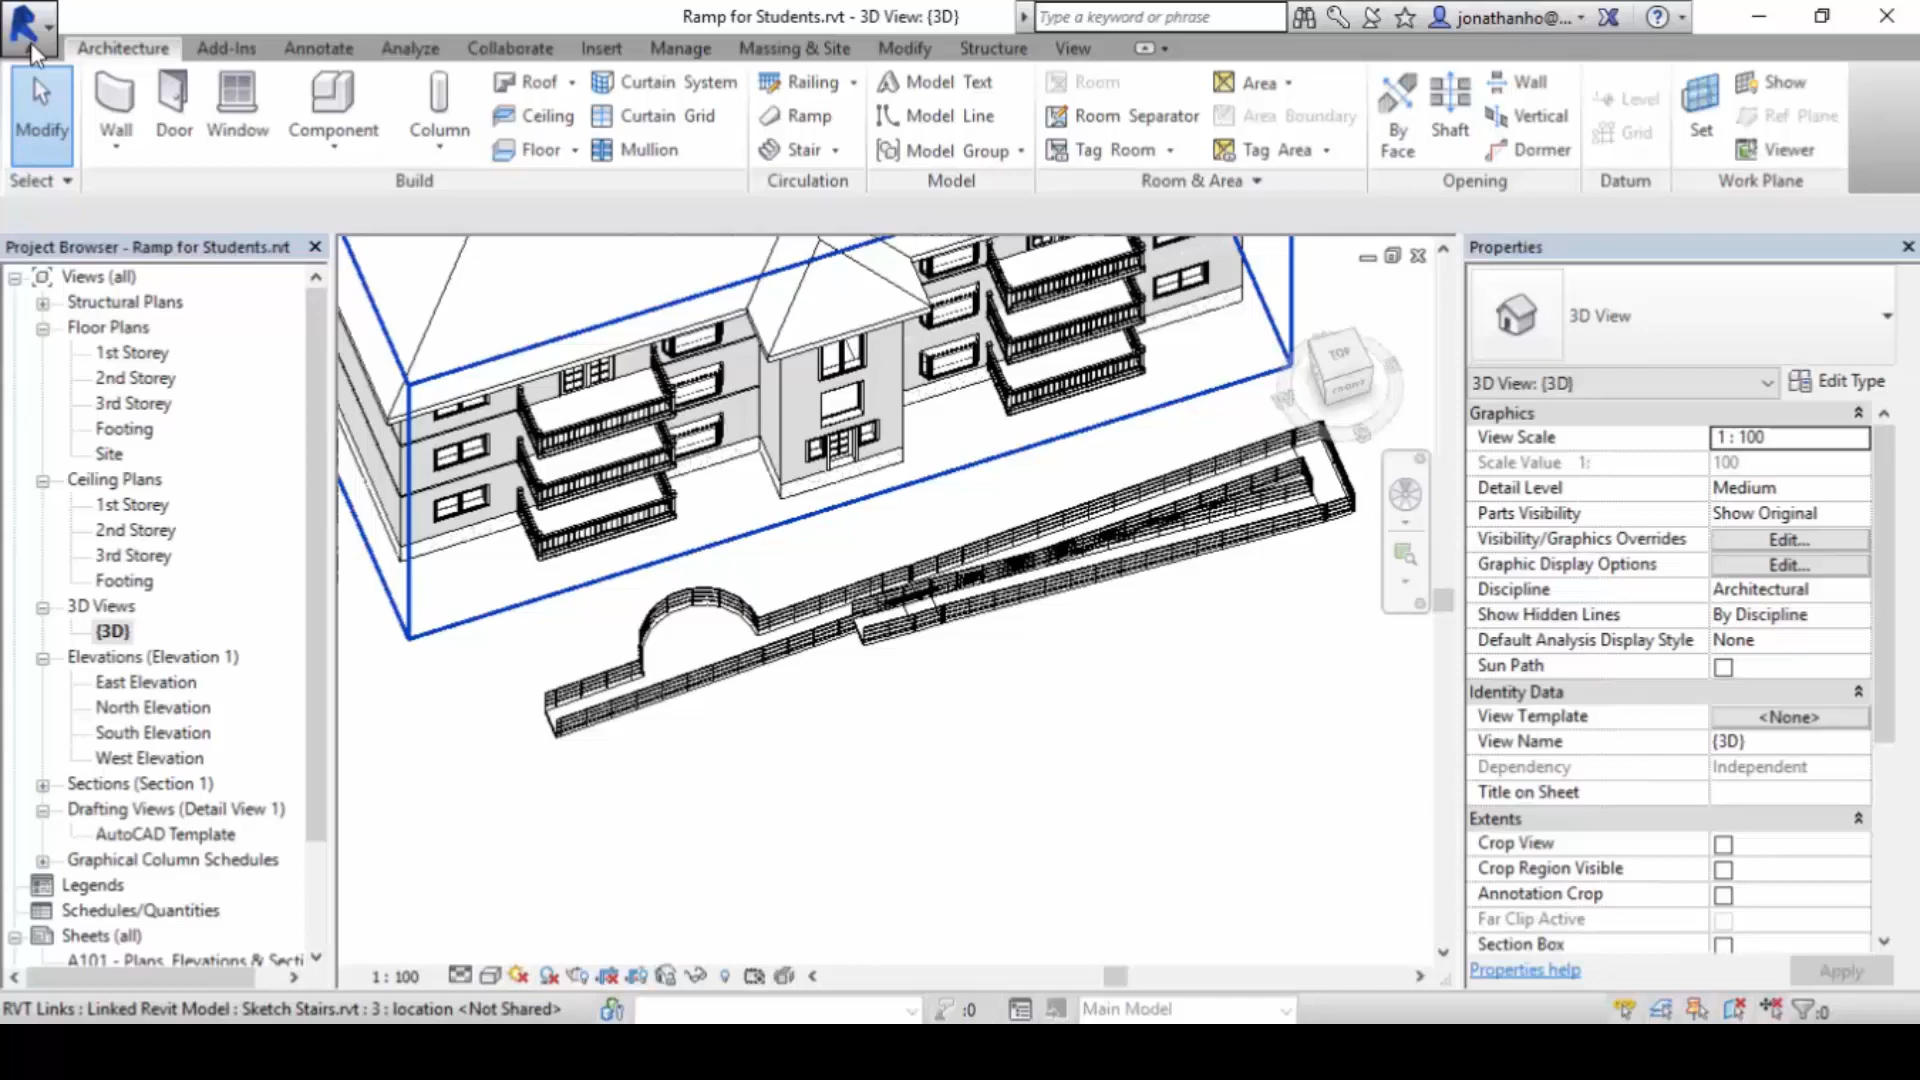 Ramp for Students.rvt - 3D View: {3D}
Type a keyword or phrase
jonathanho@...
Architecture Add-Ins Annotate Analyze Collaborate Insert Manage Massing & Site Modify Structure View
Modify
Wall
Door
Window
Component
Column
Roof
Ceiling
Floor
Curtain System
Curtain Grid
Mullion
Railing
Ramp
Stair
Model Text
Model Line
Model Group
Room
Room Separator
Tag Room
Area
Area Boundary
Tag Area
By
Face
Shaft
Wall
Vertical
Dormer
Level
Grid
Set
Show
Ref Plane
Viewer
Select Build Circulation Model Room & Area Opening Datum Work Plane
Project Browser - Ramp for Students.rvt
Views (all)
Structural Plans
Floor Plans
1st Storey
2nd Storey
3rd Storey
Footing
Site
Ceiling Plans
1st Storey
2nd Storey
3rd Storey
Footing
3D Views
{3D}
Elevations (Elevation 1)
East Elevation
North Elevation
South Elevation
West Elevation
Sections (Section 1)
Drafting Views (Detail View 1)
AutoCAD Template
Graphical Column Schedules
Legends
Schedules/Quantities
Sheets (all)
A101 - Plans, Elevations & Secti
TOP
FRONT
1 : 100
Properties
3D View
3D View: {3D}
Edit Type
Graphics
View Scale 1 : 100
Scale Value 1: 100
Detail Level Medium
Parts Visibility Show Original
Visibility/Graphics Overrides Edit...
Graphic Display Options Edit...
Discipline Architectural
Show Hidden Lines By Discipline
Default Analysis Display Style None
Sun Path
Identity Data
View Template <None>
View Name {3D}
Dependency Independent
Title on Sheet
Extents
Crop View
Crop Region Visible
Annotation Crop
Far Clip Active
Section Box
Properties help
Apply
RVT Links : Linked Revit Model : Sketch Stairs.rvt : 3 : location <Not Shared>
:0
Main Model
:0